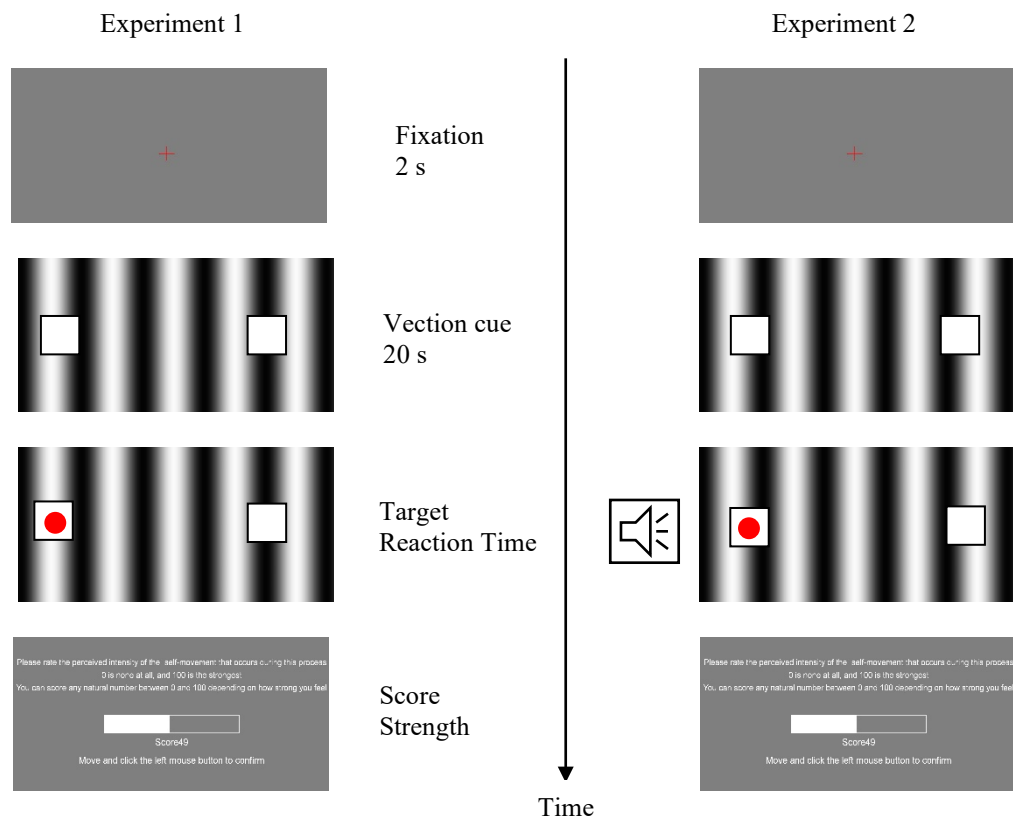 Experiment 1
Experiment 2
Fixation
2 s
Vection cue
20 s
Target
Reaction Time
Please rate the perceived intensity of the self-movement that occurs during this process
0 is none at all, and 100 is the strongest
You can score any natural number between 0 and 100 depending on how strong you feel
Score49
Move and click the left mouse button to confirm
Score
Strength
Please rate the perceived intensity of the self-movement that occurs during this process
0 is none at all, and 100 is the strongest
You can score any natural number between 0 and 100 depending on how strong you feel
Score49
Move and click the left mouse button to confirm
Time